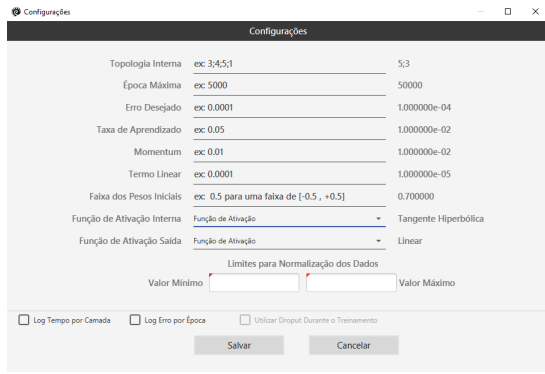 Configurações
Configurações
Topologia Interna ex: 3;4;5;1 5;3
Época Máxima ex: 5000 50000
Erro Desejado ex: 0.0001 1.000000e-04
Taxa de Aprendizado ex: 0.05 1.000000e-02
Momentum ex: 0.01 1.000000e-02
Termo Linear ex: 0.0001 1.000000e-05
Faixa dos Pesos Iniciais ex: 0.5 para uma faixa de [-0.5 , +0.5] 0.700000
Função de Ativação Interna Função de Ativação Tangente Hiperbólica
Função de Ativação Saída Função de Ativação Linear
Limites para Normalização dos Dados
Valor Mínimo Valor Máximo
Log Tempo por Camada Log Erro por Época Utilizar Droput Durante o Treinamento
Salvar Cancelar